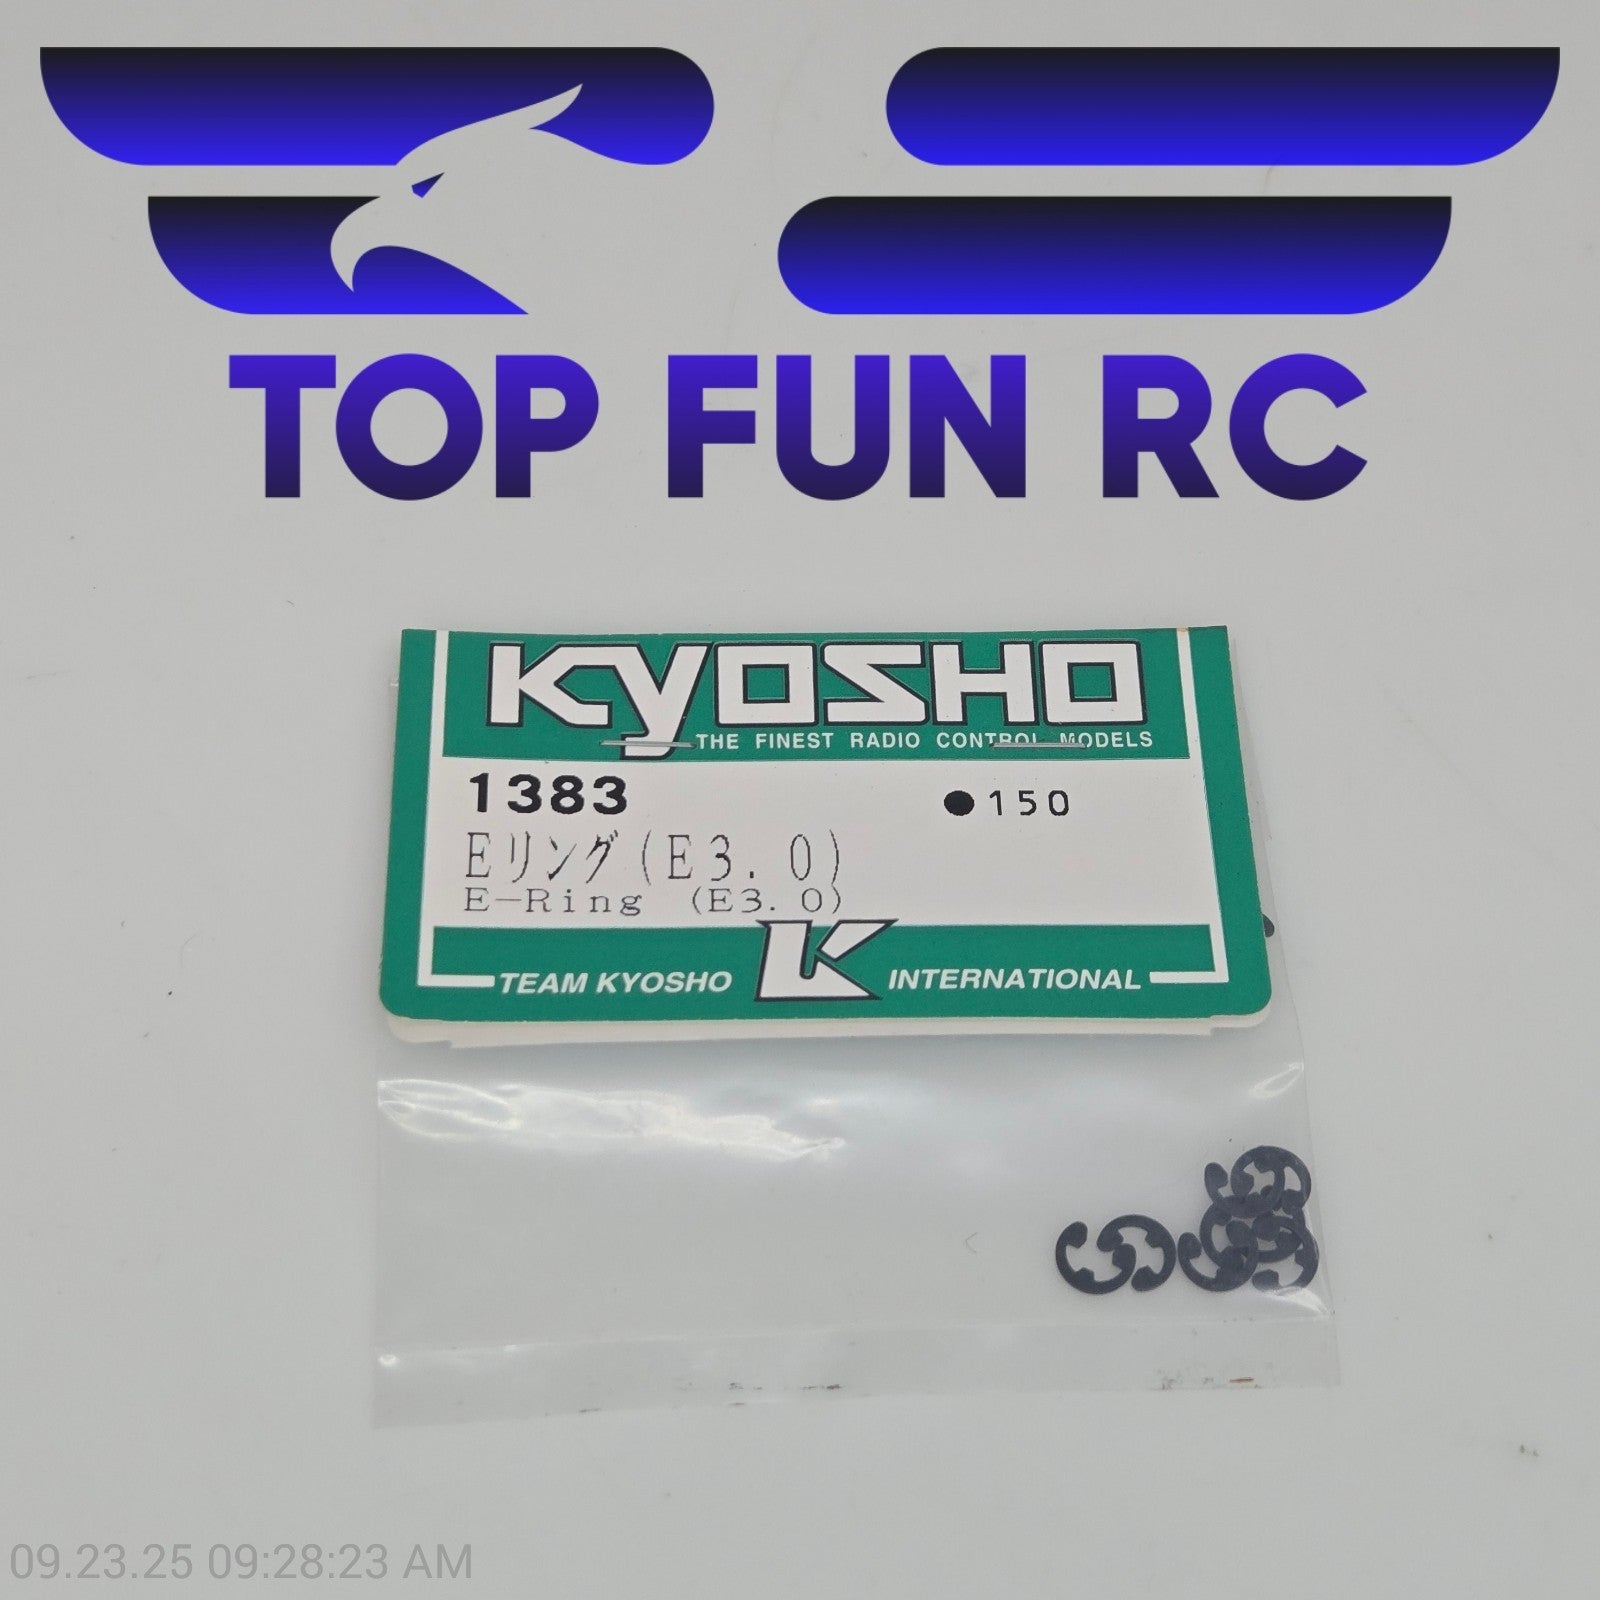 TOP FUN RC
KYOSHO
THE FINEST RADIO CONTROL MODELS
1383 ●150
Eリング(E3.0)
E-Ring (E3.0)
TEAM KYOSHO K INTERNATIONAL
09.23.25 09:28:23 AM